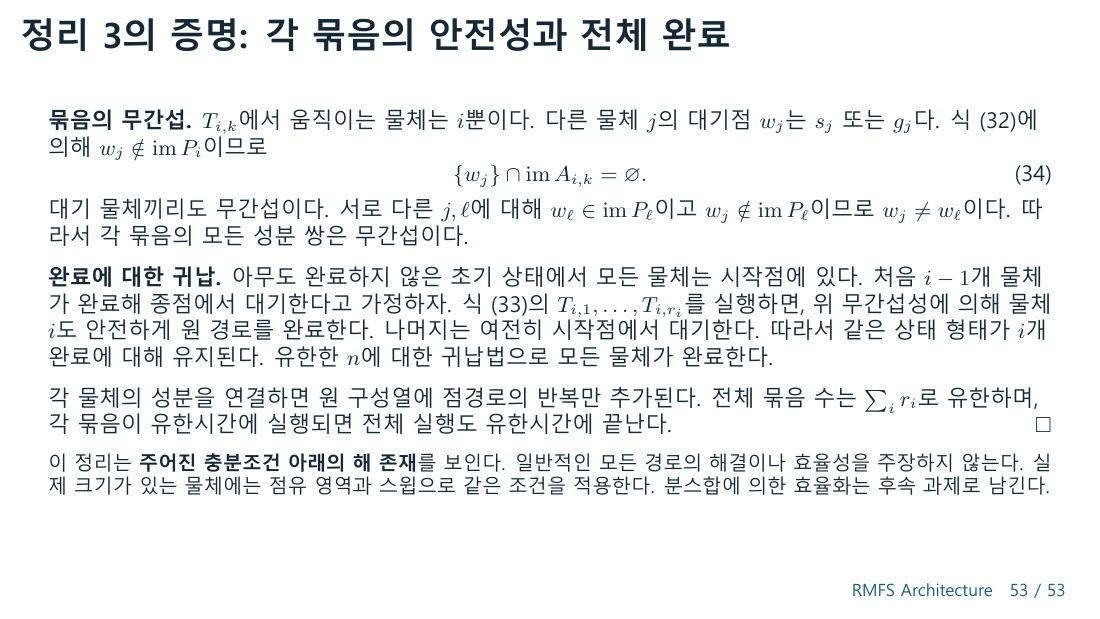 정리 3의 증명: 각 묶음의 안전성과 전체 완료
묶음의 무간섭. T_{i,k}에서 움직이는 물체는 i뿐이다. 다른 물체 j의 대기점 w_j는 s_j 또는 g_j다. 식 (32)에
의해 w_j ∉ im P_i이므로
{w_j} ∩ im A_{i,k} = ∅. (34)
대기 물체끼리도 무간섭이다. 서로 다른 j, ℓ에 대해 w_ℓ ∈ im P_ℓ이고 w_j ∉ im P_ℓ이므로 w_j ≠ w_ℓ이다. 따
라서 각 묶음의 모든 성분 쌍은 무간섭이다.
완료에 대한 귀납. 아무도 완료하지 않은 초기 상태에서 모든 물체는 시작점에 있다. 처음 i − 1개 물체
가 완료해 종점에서 대기한다고 가정하자. 식 (33)의 T_{i,1}, . . . , T_{i,r_i}를 실행하면, 위 무간섭성에 의해 물체
i도 안전하게 원 경로를 완료한다. 나머지는 여전히 시작점에서 대기한다. 따라서 같은 상태 형태가 i개
완료에 대해 유지된다. 유한한 n에 대한 귀납법으로 모든 물체가 완료한다.
각 물체의 성분을 연결하면 원 구성열에 점경로의 반복만 추가된다. 전체 묶음 수는 ∑_i r_i로 유한하며,
각 묶음이 유한시간에 실행되면 전체 실행도 유한시간에 끝난다. □
이 정리는 주어진 충분조건 아래의 해 존재를 보인다. 일반적인 모든 경로의 해결이나 효율성을 주장하지 않는다. 실
제 크기가 있는 물체에는 점유 영역과 스윕으로 같은 조건을 적용한다. 분스합에 의한 효율화는 후속 과제로 남긴다.
RMFS Architecture 53 / 53